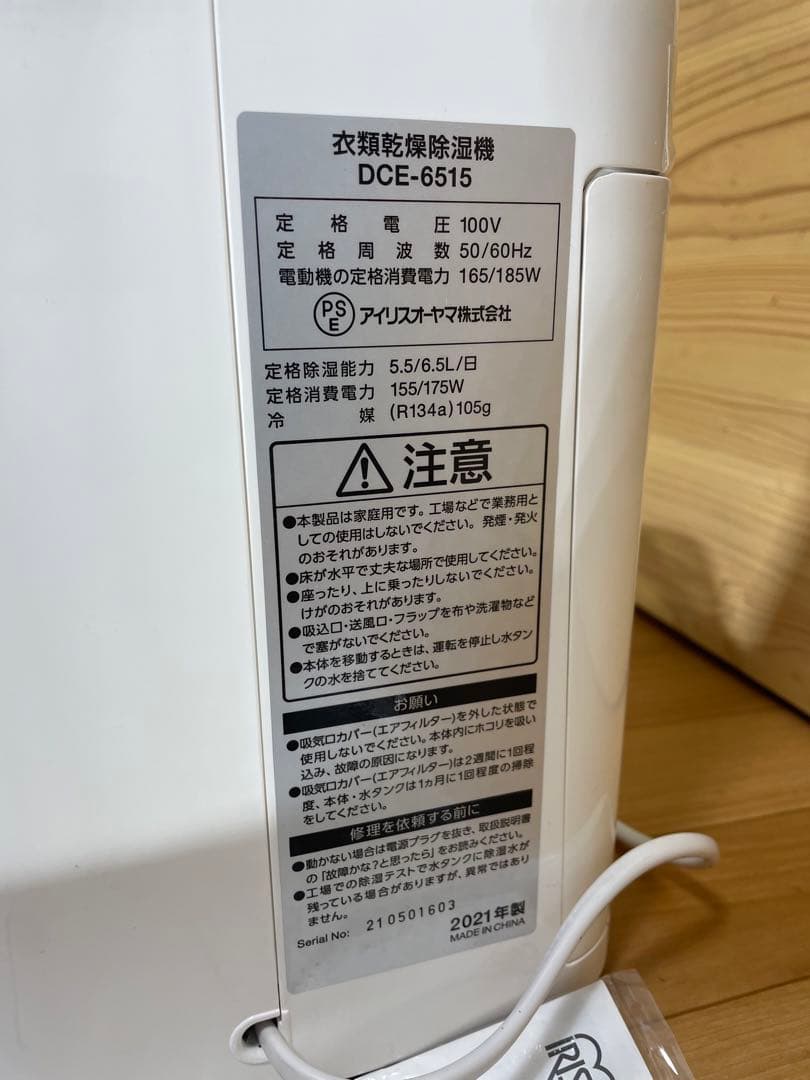 衣類乾燥除湿機
DCE-6515
定格電圧 100V
定格周波数 50/60Hz
電動機の定格消費電力 165/185W
PSE アイリスオーヤマ株式会社
定格除湿能力 5.5/6.5L/日
定格消費電力 155/175W
冷媒 (R134a)105g
注意
●本製品は家庭用です。工場などで業務用と
しての使用はしないでください。発煙・発火
のおそれがあります。
●床が水平で丈夫な場所で使用してください。
●座ったり、上に乗ったりしないでください。
けがのおそれがあります。
●吸込口・送風口・フラップを布や洗濯物など
で塞がないでください。
●本体を移動するときは、運転を停止し水タン
クの水を捨ててください。
お願い
●吸気口カバー(エアフィルター)を外した状態で
使用しないでください。本体内にホコリを吸い
込み、故障の原因になります。
●吸気口カバー(エアフィルター)は2週間に1回程
度、本体・水タンクは1ヵ月に1回程度の掃除
をしてください。
修理を依頼する前に
●動かない場合は電源プラグを抜き、取扱説明書
の「故障かな?と思ったら」をお読みください。
●工場での除湿テストで水タンクに除湿水が
残っている場合がありますが、異常ではあり
ません。
Serial No: 210501603
2021年製
MADE IN CHINA
IRIS